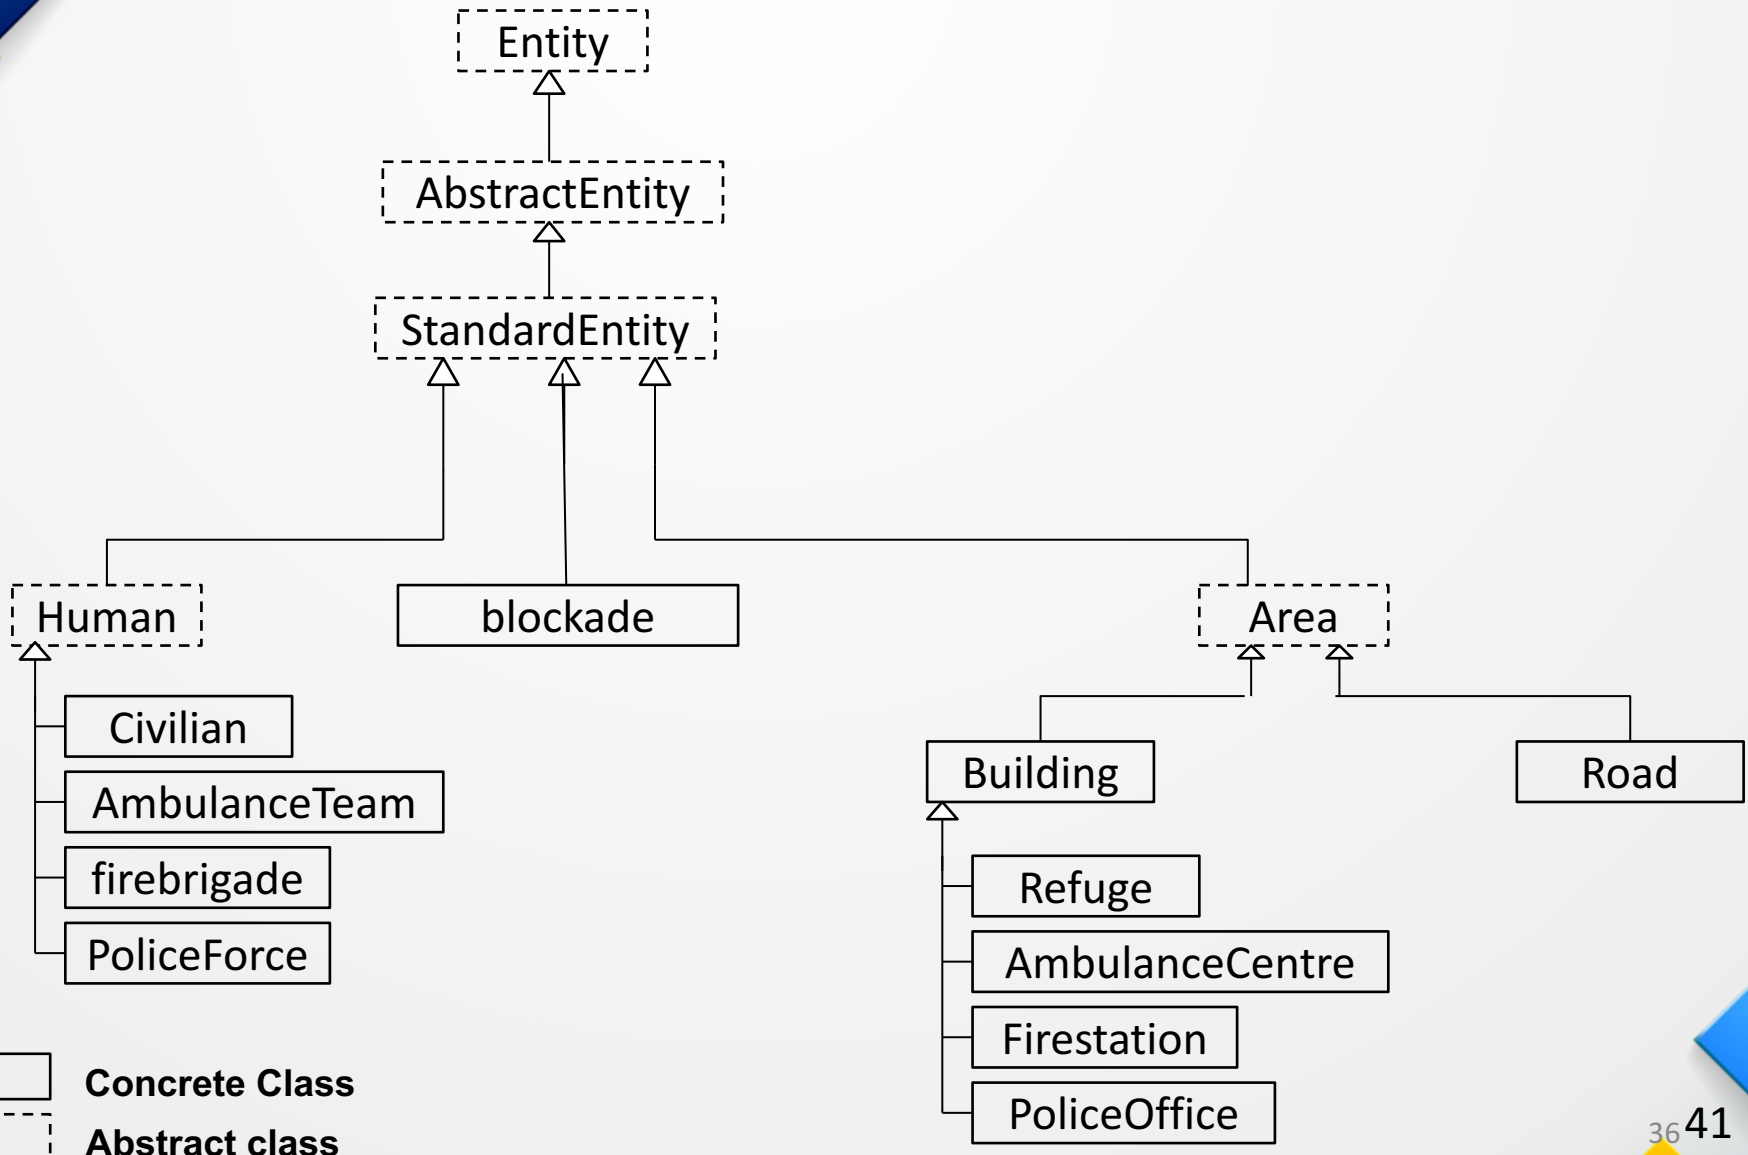 Entity
AbstractEntity
StandardEntity
Human
blockade
Area
Civilian
AmbulanceTeam
firebrigade
PoliceForce
Building
Road
Refuge
AmbulanceCentre
Firestation
PoliceOffice
Concrete Class
Abstract class
36
41